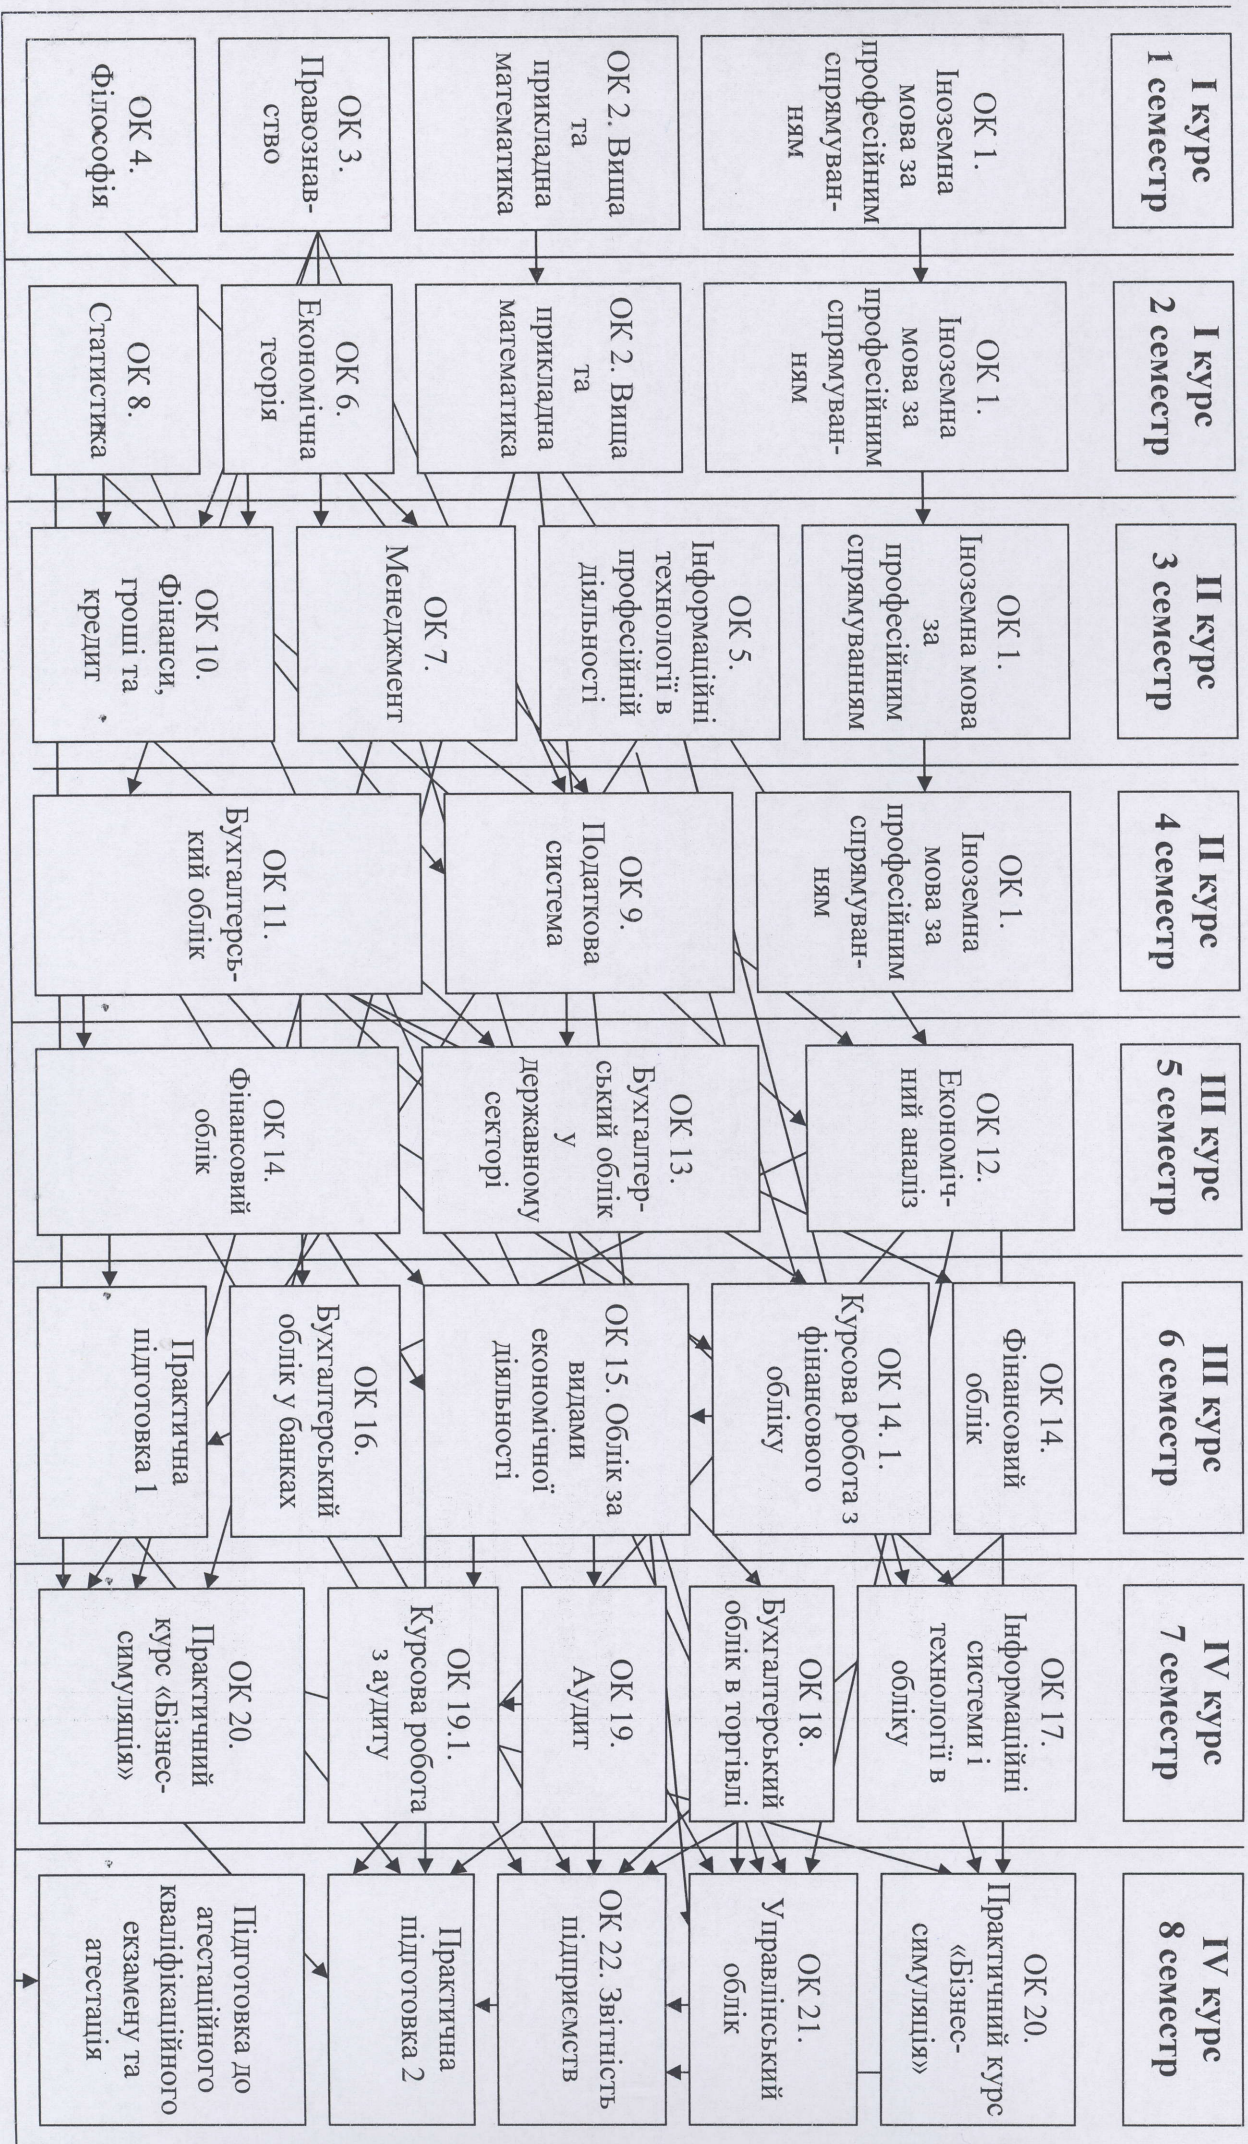 І курс
1 семестр
І курс
2 семестр
ІІ курс
3 семестр
ІІ курс
4 семестр
ІІІ курс
5 семестр
ІІІ курс
6 семестр
IV курс
7 семестр
IV курс
8 семестр
ОК 1.
Іноземна
мова за
професійним
спрямуван-
ням
ОК 2. Вища
та
прикладна
математика
ОК 3.
Правознав-
ство
ОК 4.
Філософія
ОК 1.
Іноземна
мова за
професійним
спрямуван-
ням
ОК 2. Вища
та
прикладна
математика
ОК 6.
Економічна
теорія
ОК 8.
Статистика
ОК 1.
Іноземна мова
за
професійним
спрямуванням
ОК 5.
Інформаційні
технології в
професійній
діяльності
ОК 7.
Менеджмент
ОК 10.
Фінанси,
гроші та
кредит
ОК 1.
Іноземна
мова за
професійним
спрямуван-
ням
ОК 9.
Податкова
система
ОК 11.
Бухгалтерсь-
кий облік
ОК 12.
Економіч-
ний аналіз
ОК 13.
Бухгалтер-
ський облік
у
державному
секторі
ОК 14.
Фінансовий
облік
ОК 14.
Фінансовий
облік
ОК 14. 1.
Курсова робота з
фінансового
обліку
ОК 15. Облік за
видами
економічної
діяльності
ОК 16.
Бухгалтерський
облік у банках
Практична
підготовка 1
ОК 17.
Інформаційні
системи і
технології в
обліку
ОК 18.
Бухгалтерський
облік в торгівлі
ОК 19.
Аудит
ОК 19.1.
Курсова робота
з аудиту
ОК 20.
Практичний
курс «Бізнес-
симуляція»
ОК 20.
Практичний курс
«Бізнес-
симуляція»
ОК 21.
Управлінський
облік
ОК 22. Звітність
підприємств
Практична
підготовка 2
Підготовка до
атестаційного
кваліфікаційного
екзамену та
атестація